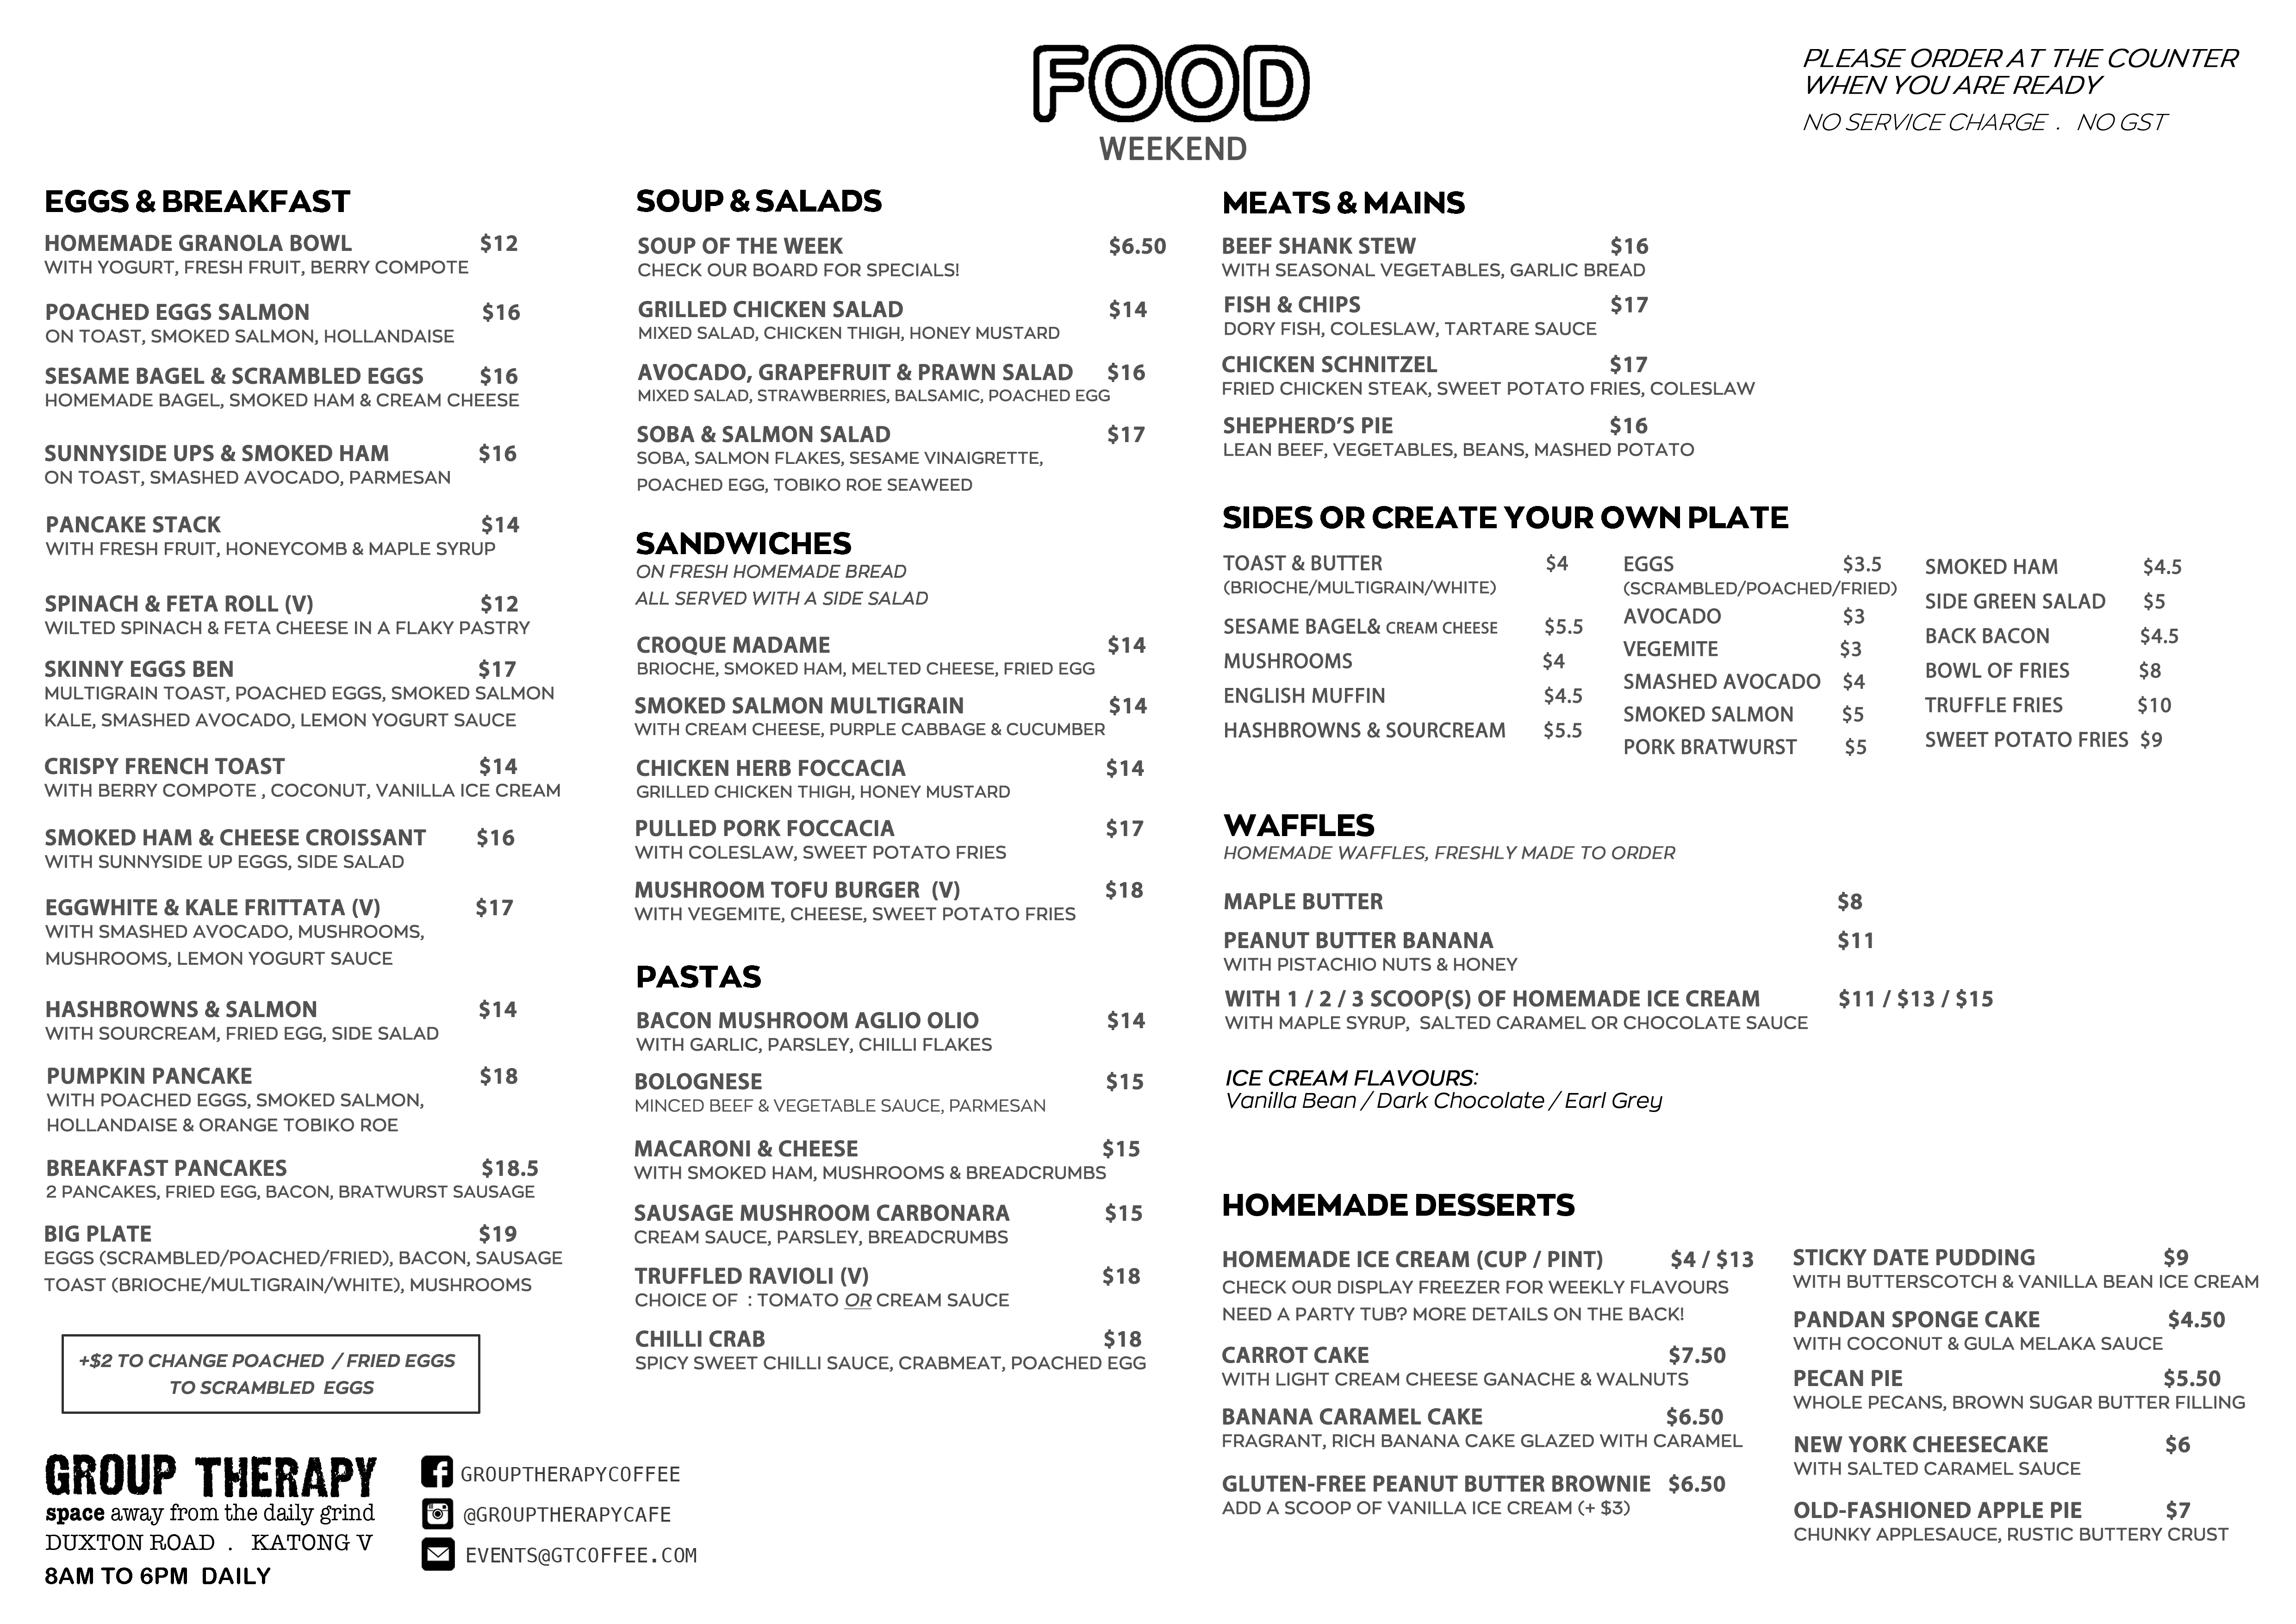 FOOD
WEEKEND
PLEASE ORDER AT THE COUNTER
WHEN YOU ARE READY
NO SERVICE CHARGE . NO GST
EGGS & BREAKFAST
HOMEMADE GRANOLA BOWL $12
WITH YOGURT, FRESH FRUIT, BERRY COMPOTE
POACHED EGGS SALMON $16
ON TOAST, SMOKED SALMON, HOLLANDAISE
SESAME BAGEL & SCRAMBLED EGGS $16
HOMEMADE BAGEL, SMOKED HAM & CREAM CHEESE
SUNNYSIDE UPS & SMOKED HAM $16
ON TOAST, SMASHED AVOCADO, PARMESAN
PANCAKE STACK $14
WITH FRESH FRUIT, HONEYCOMB & MAPLE SYRUP
SPINACH & FETA ROLL (V) $12
WILTED SPINACH & FETA CHEESE IN A FLAKY PASTRY
SKINNY EGGS BEN $17
MULTIGRAIN TOAST, POACHED EGGS, SMOKED SALMON
KALE, SMASHED AVOCADO, LEMON YOGURT SAUCE
CRISPY FRENCH TOAST $14
WITH BERRY COMPOTE , COCONUT, VANILLA ICE CREAM
SMOKED HAM & CHEESE CROISSANT $16
WITH SUNNYSIDE UP EGGS, SIDE SALAD
EGGWHITE & KALE FRITTATA (V) $17
WITH SMASHED AVOCADO, MUSHROOMS,
MUSHROOMS, LEMON YOGURT SAUCE
HASHBROWNS & SALMON $14
WITH SOURCREAM, FRIED EGG, SIDE SALAD
PUMPKIN PANCAKE $18
WITH POACHED EGGS, SMOKED SALMON,
HOLLANDAISE & ORANGE TOBIKO ROE
BREAKFAST PANCAKES $18.5
2 PANCAKES, FRIED EGG, BACON, BRATWURST SAUSAGE
BIG PLATE $19
EGGS (SCRAMBLED/POACHED/FRIED), BACON, SAUSAGE
TOAST (BRIOCHE/MULTIGRAIN/WHITE), MUSHROOMS
+$2 TO CHANGE POACHED / FRIED EGGS
TO SCRAMBLED EGGS
GROUP THERAPY
space away from the daily grind
DUXTON ROAD . KATONG V
8AM TO 6PM DAILY
GROUPTHERAPYCOFFEE
@GROUPTHERAPYCAFE
EVENTS@GTCOFFEE.COM
SOUP & SALADS
SOUP OF THE WEEK $6.50
CHECK OUR BOARD FOR SPECIALS!
GRILLED CHICKEN SALAD $14
MIXED SALAD, CHICKEN THIGH, HONEY MUSTARD
AVOCADO, GRAPEFRUIT & PRAWN SALAD $16
MIXED SALAD, STRAWBERRIES, BALSAMIC, POACHED EGG
SOBA & SALMON SALAD $17
SOBA, SALMON FLAKES, SESAME VINAIGRETTE,
POACHED EGG, TOBIKO ROE SEAWEED
SANDWICHES
ON FRESH HOMEMADE BREAD
ALL SERVED WITH A SIDE SALAD
CROQUE MADAME $14
BRIOCHE, SMOKED HAM, MELTED CHEESE, FRIED EGG
SMOKED SALMON MULTIGRAIN $14
WITH CREAM CHEESE, PURPLE CABBAGE & CUCUMBER
CHICKEN HERB FOCCACIA $14
GRILLED CHICKEN THIGH, HONEY MUSTARD
PULLED PORK FOCCACIA $17
WITH COLESLAW, SWEET POTATO FRIES
MUSHROOM TOFU BURGER (V) $18
WITH VEGEMITE, CHEESE, SWEET POTATO FRIES
PASTAS
BACON MUSHROOM AGLIO OLIO $14
WITH GARLIC, PARSLEY, CHILLI FLAKES
BOLOGNESE $15
MINCED BEEF & VEGETABLE SAUCE, PARMESAN
MACARONI & CHEESE $15
WITH SMOKED HAM, MUSHROOMS & BREADCRUMBS
SAUSAGE MUSHROOM CARBONARA $15
CREAM SAUCE, PARSLEY, BREADCRUMBS
TRUFFLED RAVIOLI (V) $18
CHOICE OF : TOMATO OR CREAM SAUCE
CHILLI CRAB $18
SPICY SWEET CHILLI SAUCE, CRABMEAT, POACHED EGG
MEATS & MAINS
BEEF SHANK STEW $16
WITH SEASONAL VEGETABLES, GARLIC BREAD
FISH & CHIPS $17
DORY FISH, COLESLAW, TARTARE SAUCE
CHICKEN SCHNITZEL $17
FRIED CHICKEN STEAK, SWEET POTATO FRIES, COLESLAW
SHEPHERD'S PIE $16
LEAN BEEF, VEGETABLES, BEANS, MASHED POTATO
SIDES OR CREATE YOUR OWN PLATE
TOAST & BUTTER $4
(BRIOCHE/MULTIGRAIN/WHITE)
SESAME BAGEL& CREAM CHEESE $5.5
MUSHROOMS $4
ENGLISH MUFFIN $4.5
HASHBROWNS & SOURCREAM $5.5
EGGS $3.5
(SCRAMBLED/POACHED/FRIED)
AVOCADO $3
VEGEMITE $3
SMASHED AVOCADO $4
SMOKED SALMON $5
PORK BRATWURST $5
SMOKED HAM $4.5
SIDE GREEN SALAD $5
BACK BACON $4.5
BOWL OF FRIES $8
TRUFFLE FRIES $10
SWEET POTATO FRIES $9
WAFFLES
HOMEMADE WAFFLES, FRESHLY MADE TO ORDER
MAPLE BUTTER $8
PEANUT BUTTER BANANA $11
WITH PISTACHIO NUTS & HONEY
WITH 1 / 2 / 3 SCOOP(S) OF HOMEMADE ICE CREAM $11 / $13 / $15
WITH MAPLE SYRUP, SALTED CARAMEL OR CHOCOLATE SAUCE
ICE CREAM FLAVOURS:
Vanilla Bean / Dark Chocolate / Earl Grey
HOMEMADE DESSERTS
HOMEMADE ICE CREAM (CUP / PINT) $4 / $13
CHECK OUR DISPLAY FREEZER FOR WEEKLY FLAVOURS
NEED A PARTY TUB? MORE DETAILS ON THE BACK!
CARROT CAKE $7.50
WITH LIGHT CREAM CHEESE GANACHE & WALNUTS
BANANA CARAMEL CAKE $6.50
FRAGRANT, RICH BANANA CAKE GLAZED WITH CARAMEL
GLUTEN-FREE PEANUT BUTTER BROWNIE $6.50
ADD A SCOOP OF VANILLA ICE CREAM (+ $3)
STICKY DATE PUDDING $9
WITH BUTTERSCOTCH & VANILLA BEAN ICE CREAM
PANDAN SPONGE CAKE $4.50
WITH COCONUT & GULA MELAKA SAUCE
PECAN PIE $5.50
WHOLE PECANS, BROWN SUGAR BUTTER FILLING
NEW YORK CHEESECAKE $6
WITH SALTED CARAMEL SAUCE
OLD-FASHIONED APPLE PIE $7
CHUNKY APPLESAUCE, RUSTIC BUTTERY CRUST